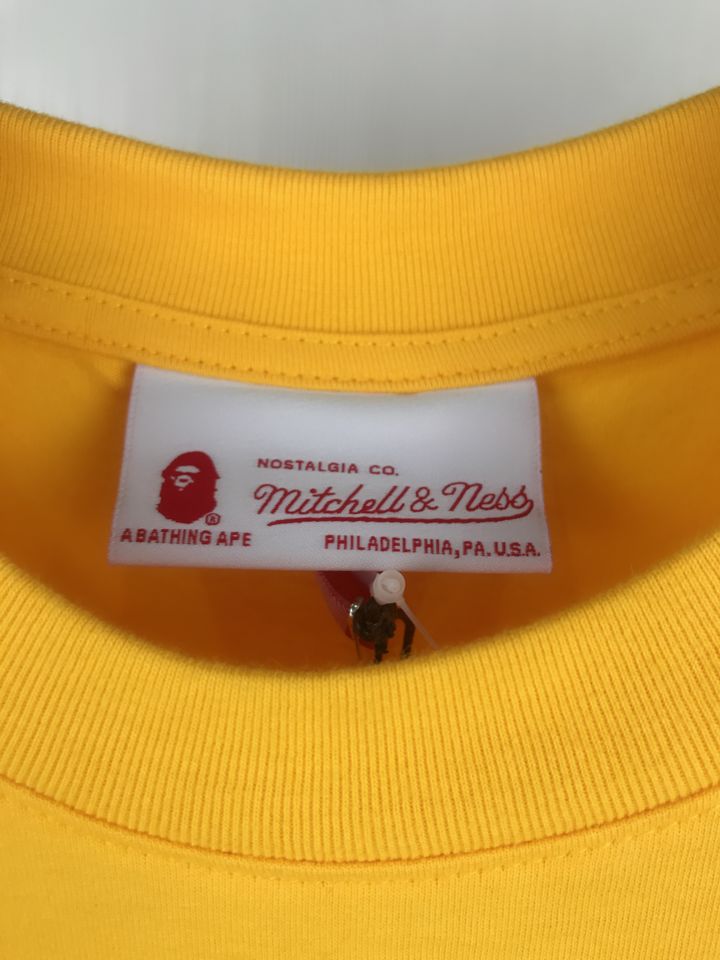 NOSTALGIA CO.
Mitchell & Ness
®
A BATHING APE
PHILADELPHIA, PA. U.S.A.